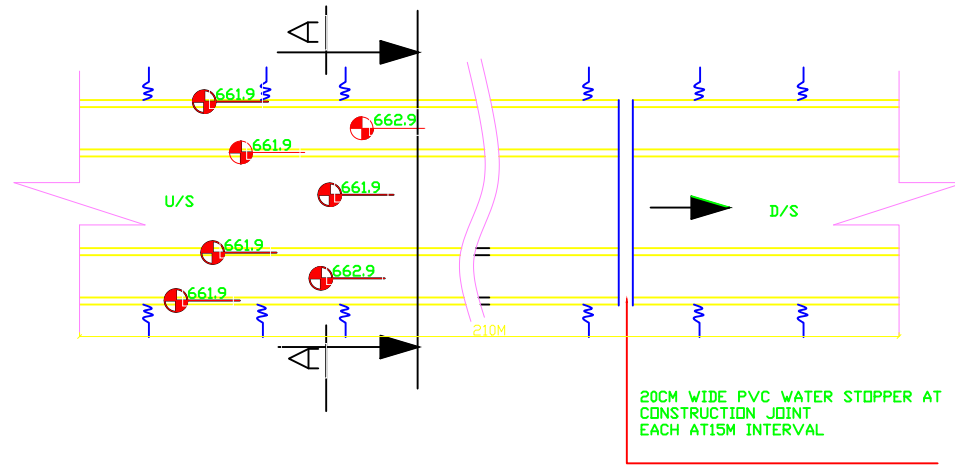 A
661.9
662.9
661.9
661.9
U/S
D/S
661.9
662.9
661.9
210M
A
20CM WIDE PVC WATER STOPPER AT
CONSTRUCTION JOINT
EACH AT15M INTERVAL